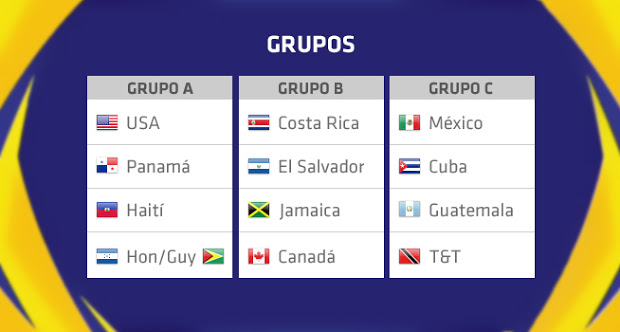 GRUPOS
GRUPO A
USA
Panamá
Haití
Hon/Guy
GRUPO B
Costa Rica
El Salvador
Jamaica
Canadá
GRUPO C
México
Cuba
Guatemala
T&T